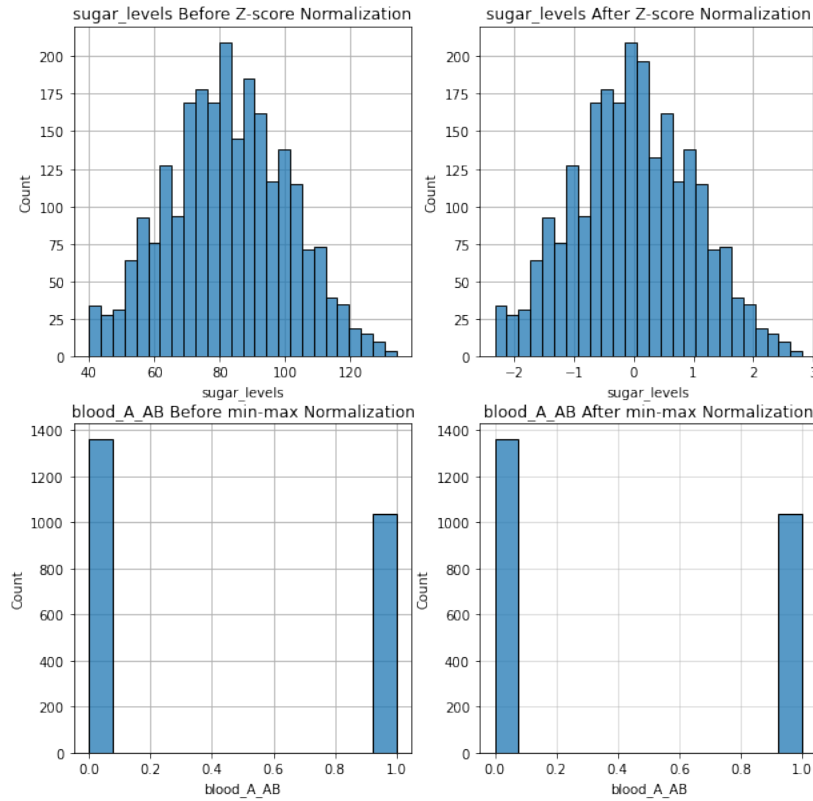 sugar_levels Before Z-score Normalization
200
175
150
125
100
75
50
25
0
Count
40 60 80 100 120
sugar_levels
sugar_levels After Z-score Normalization
200
175
150
125
100
75
50
25
0
Count
−2 −1 0 1 2 3
sugar_levels
blood_A_AB Before min-max Normalization
1400
1200
1000
800
600
400
200
0
Count
0.0 0.2 0.4 0.6 0.8 1.0
blood_A_AB
blood_A_AB After min-max Normalization
1400
1200
1000
800
600
400
200
0
Count
0.0 0.2 0.4 0.6 0.8 1.0
blood_A_AB